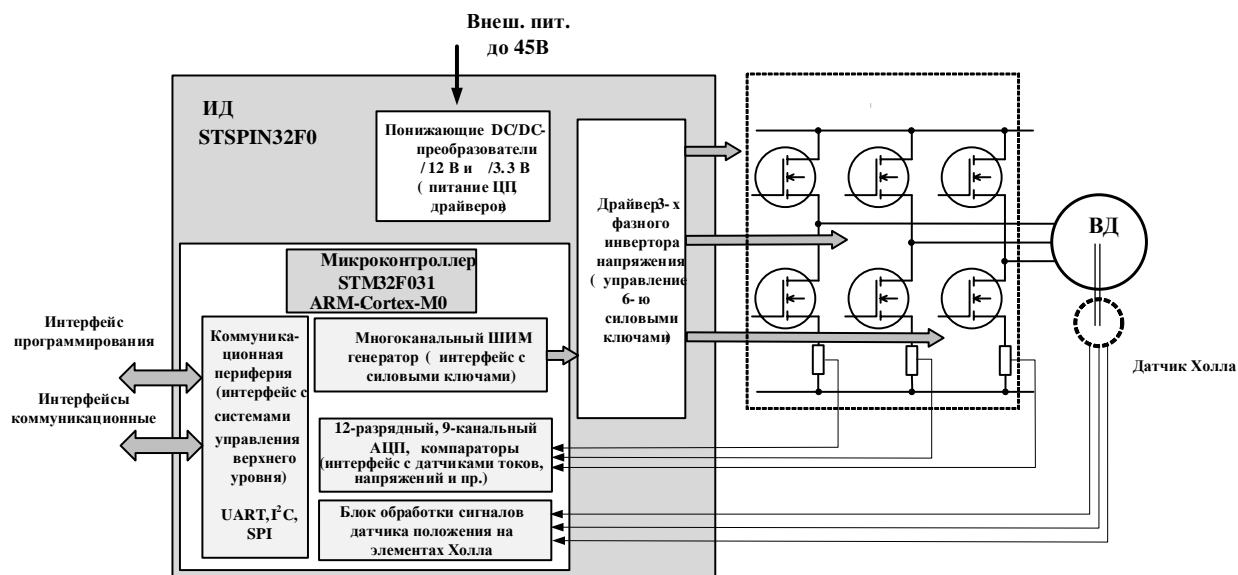 Внеш. пит.
до 45В
ИД
STSPIN32F0
Понижающие DC/DC-
преобразователи
/12 В и /3.3 В
( питание ЦП,
драйверов)
Драйвер3-х
фазного
инвертора
напряжения
( управление
6-ю
силовыми
ключами)
ВД
Датчик Холла
Микроконтроллер
STM32F031
ARM-Cortex-M0
Интерфейс
программирования
Интерфейсы
коммуникационные
Коммуника-
ционная
периферия
(интерфейс с
системами
управления
верхнего
уровня)
UART,I²C,
SPI
Многоканальный ШИМ-
генератор ( интерфейс с
силовыми ключами)
12-разрядный, 9-канальный
АЦП, компараторы
(интерфейс с датчиками токов,
напряжений и пр.)
Блок обработки сигналов
датчика положения на
элементах Холла